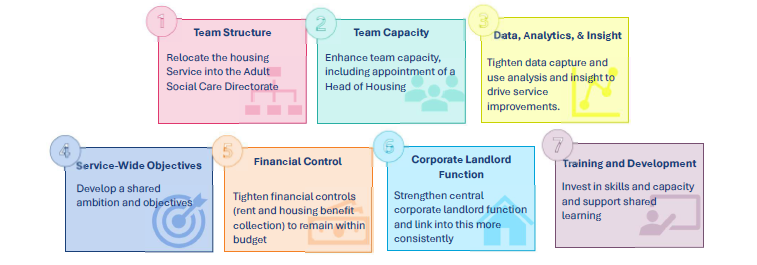 1
Team Structure
Relocate the housing
Service into the Adult
Social Care Directorate
2
Team Capacity
Enhance team capacity,
including appointment of a
Head of Housing
3
Data, Analytics, & Insight
Tighten data capture and
use analysis and insight to
drive service
improvements.
4
Service-Wide Objectives
Develop a shared
ambition and objectives
5
Financial Control
Tighten financial controls
(rent and housing benefit
collection) to remain within
budget
6
Corporate Landlord
Function
Strengthen central
corporate landlord function
and link into this more
consistently
7
Training and Development
Invest in skills and capacity
and support shared
learning